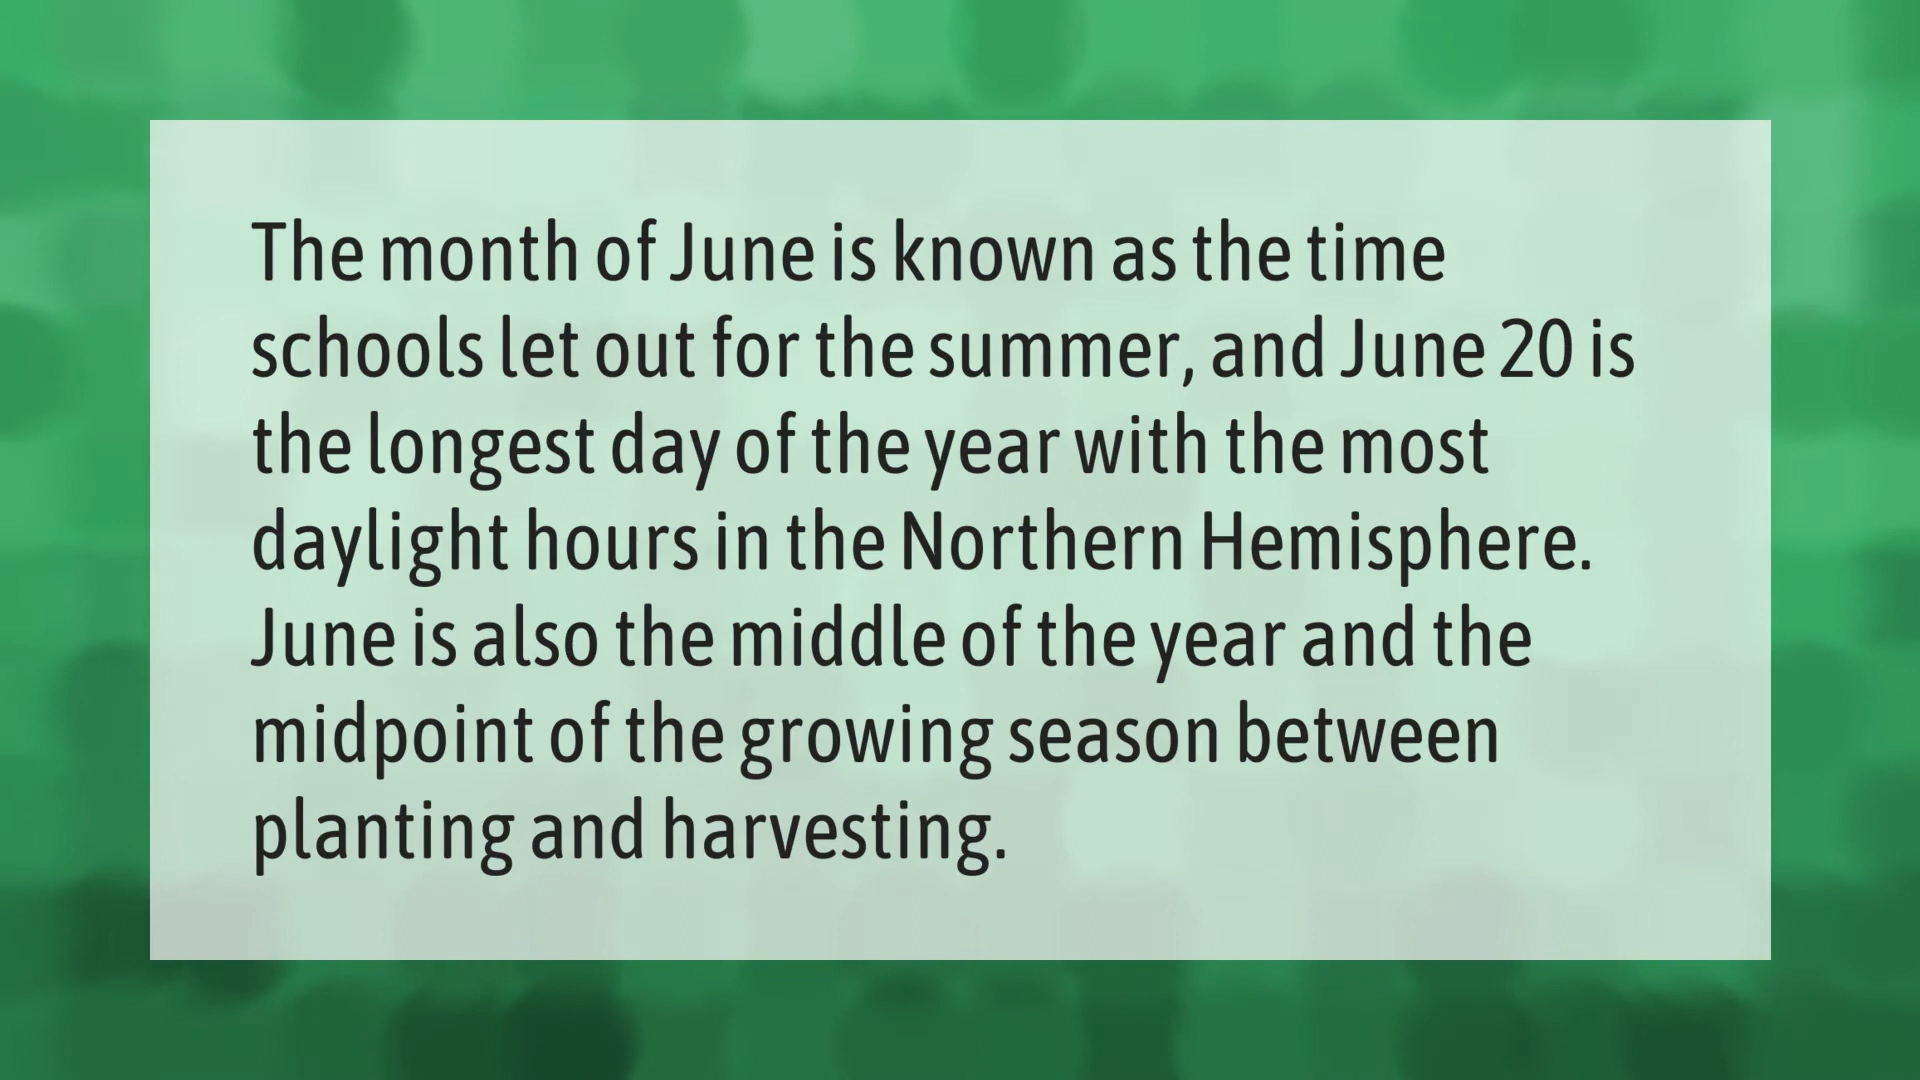 The month of June is known as the time
schools let out for the summer, and June 20 is
the longest day of the year with the most
daylight hours in the Northern Hemisphere.
June is also the middle of the year and the
midpoint of the growing season between
planting and harvesting.